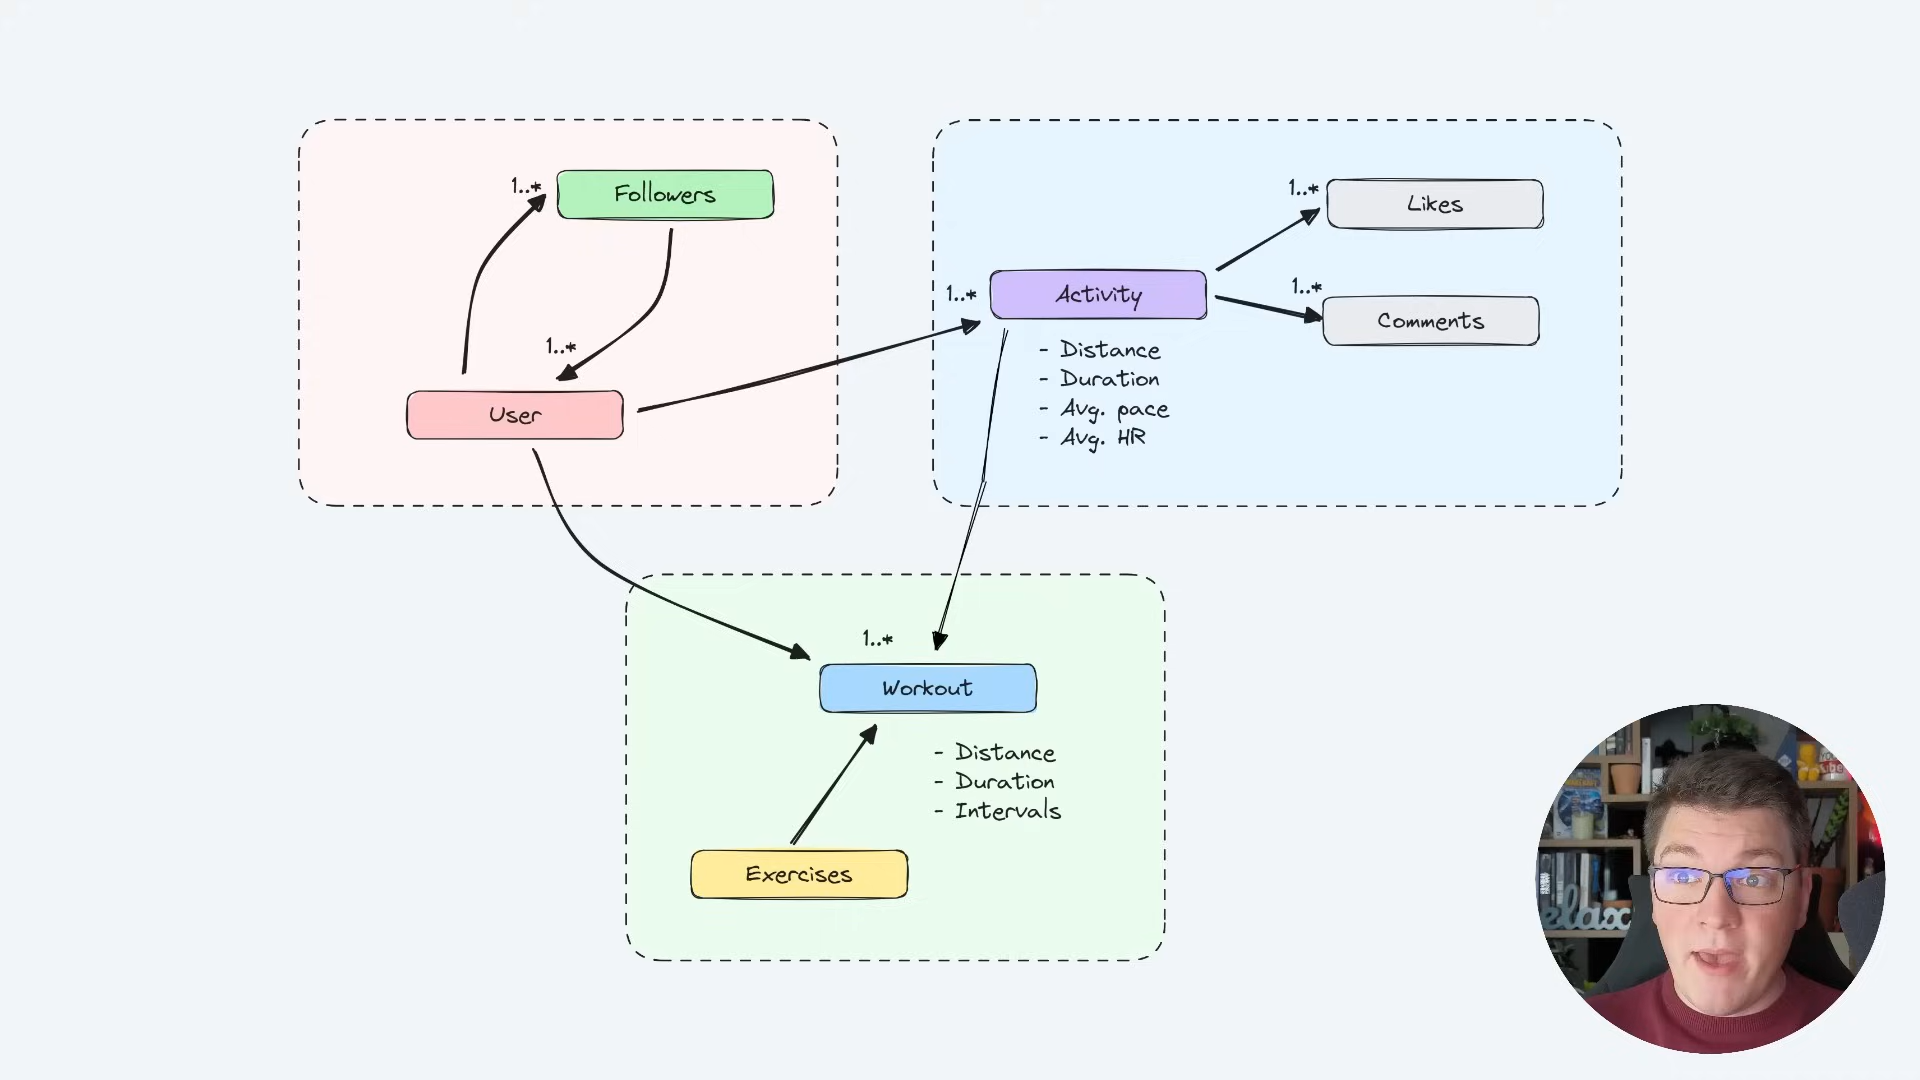 1..*
Followers
1..*
User
1..*
Activity
- Distance
- Duration
- Avg. pace
- Avg. HR
1..*
Likes
1..*
Comments
1..*
Workout
- Distance
- Duration
- Intervals
Exercises
elax